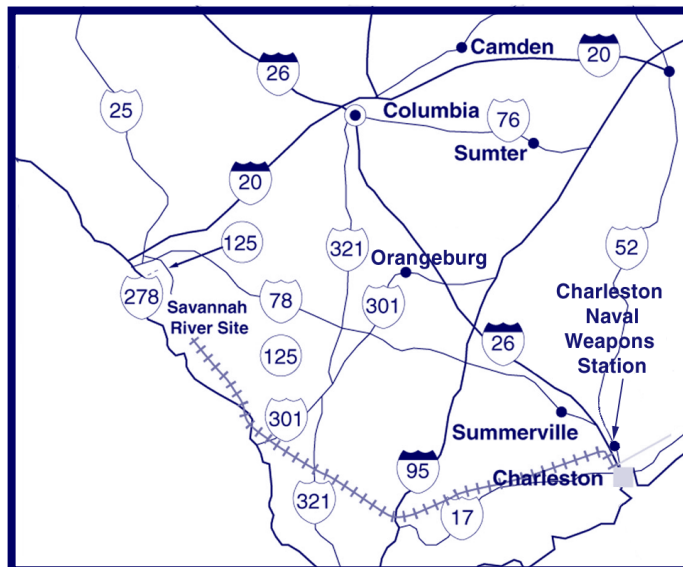 Camden
20
26
25
Columbia
76
Sumter
20
125
321
Orangeburg
52
278
Savannah
River Site
78
301
Charleston
Naval
Weapons
Station
125
26
301
Summerville
95
Charleston
321
17